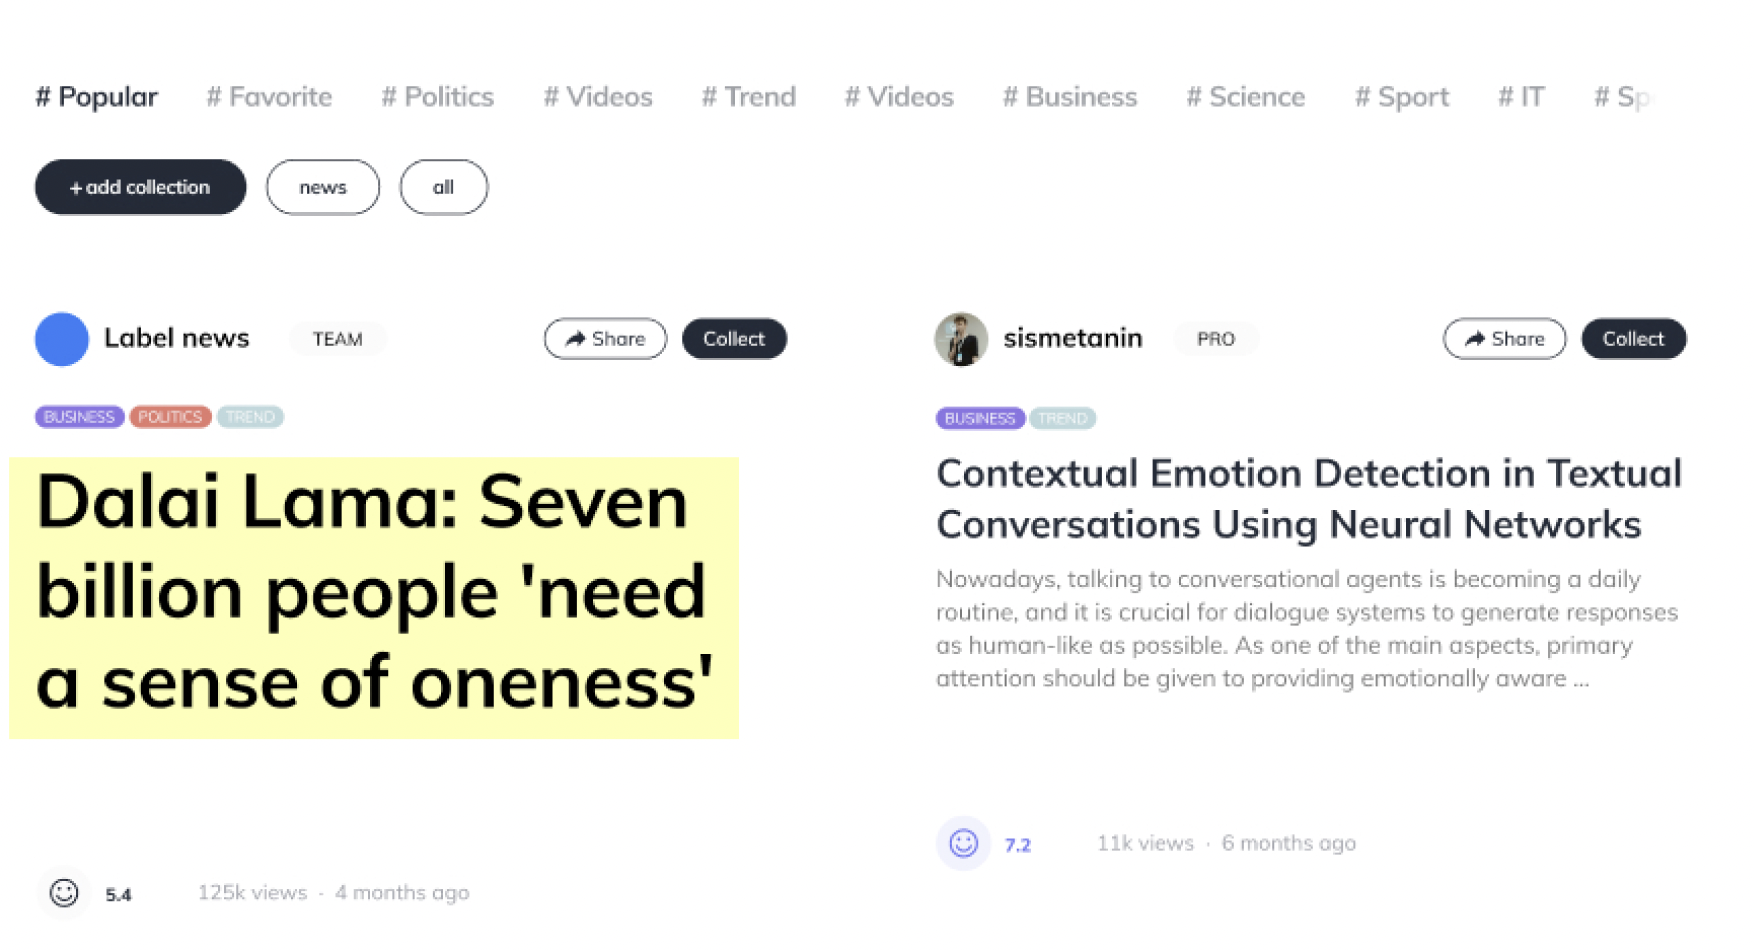 # Popular # Favorite # Politics # Videos # Trend # Videos # Business # Science # Sport # IT
+ add collection news all
Label news TEAM Share Collect
BUSINESS POLITICS TREND
Dalai Lama: Seven
billion people 'need
a sense of oneness'
5.4 125k views · 4 months ago
sismetanin PRO Share Collect
BUSINESS TREND
Contextual Emotion Detection in Textual
Conversations Using Neural Networks
Nowadays, talking to conversational agents is becoming a daily
routine, and it is crucial for dialogue systems to generate responses
as human-like as possible. As one of the main aspects, primary
attention should be given to providing emotionally aware ...
7.2 11k views · 6 months ago